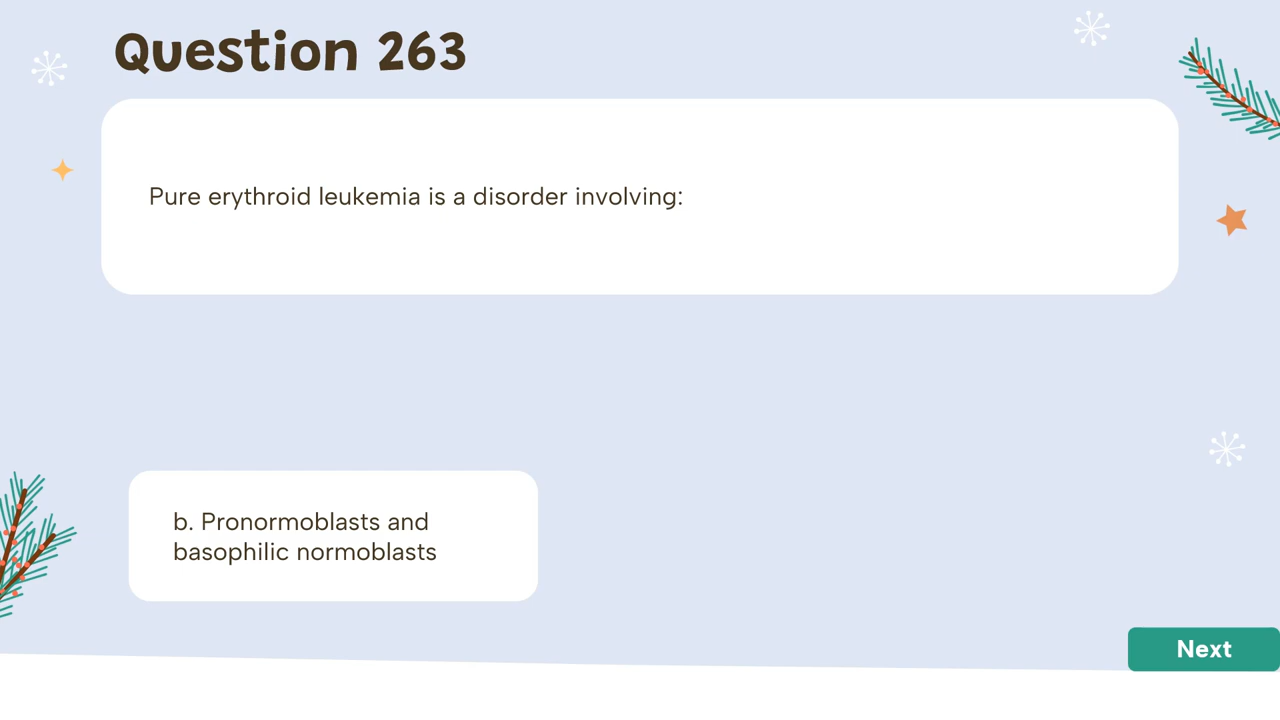 Question 263
Pure erythroid leukemia is a disorder involving:
b. Pronormoblasts and
basophilic normoblasts
Next